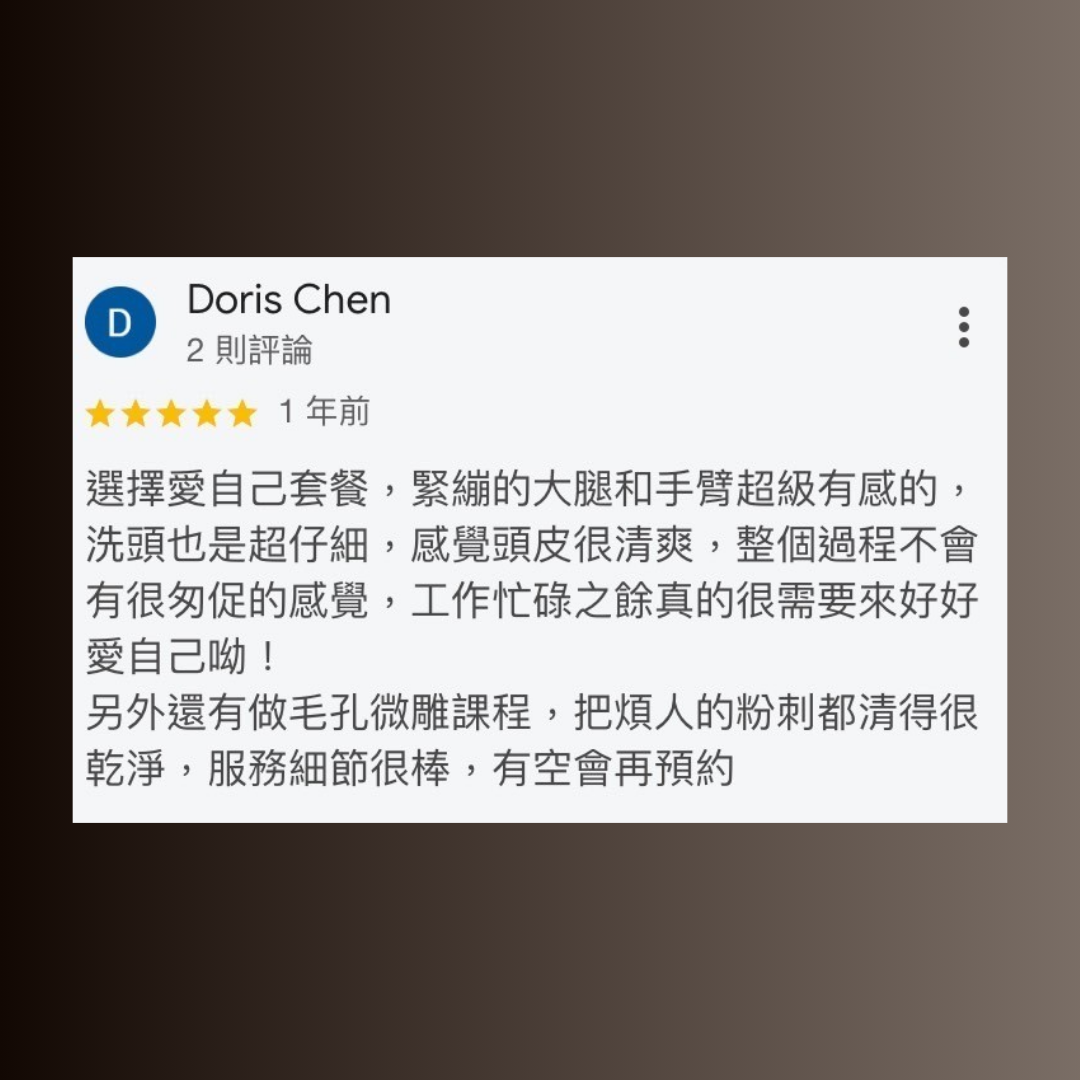 D
Doris Chen
2 則評論
1 年前
選擇愛自己套餐，緊繃的大腿和手臂超級有感的，
洗頭也是超仔細，感覺頭皮很清爽，整個過程不會
有很匆促的感覺，工作忙碌之餘真的很需要來好好
愛自己呦！
另外還有做毛孔微雕課程，把煩人的粉刺都清得很
乾淨，服務細節很棒，有空會再預約